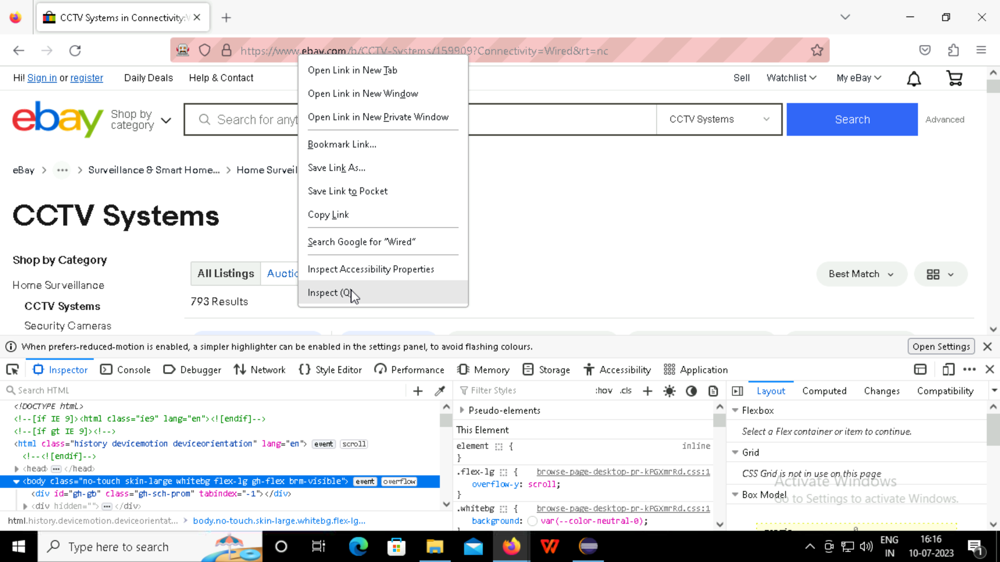 CCTV Systems in Connectivity:W
https://www.ebay.com/b/CCTV-Systems/159909?Connectivity=Wired&rt=nc
Hi! Sign in or register
Daily Deals
Help & Contact
Sell
Watchlist
My eBay
ebay
Shop by category
Search for anyt
CCTV Systems
Search
Advanced
eBay > ... > Surveillance & Smart Home... > Home Surveil
Open Link in New Tab
Open Link in New Window
Open Link in New Private Window
Bookmark Link...
Save Link As...
Save Link to Pocket
Copy Link
Search Google for "Wired"
Inspect Accessibility Properties
Inspect (Q)
CCTV Systems
Shop by Category
Home Surveillance
CCTV Systems
Security Cameras
All Listings
Auctio
793 Results
Best Match
When prefers-reduced-motion is enabled, a simpler highlighter can be enabled in the settings panel, to avoid flashing colours.
Open Settings
Inspector
Console
Debugger
Network
Style Editor
Performance
Memory
Storage
Accessibility
Application
Search HTML
<!DOCTYPE html>
<!--[if IE 9]><html class="ie9" lang="en"><![endif]-->
<!--[if gt IE 9]><!-->
<html class="history devicemotion deviceorientation" lang="en"> event scroll
<!--<![endif]-->
<head> ... </head>
<body class="no-touch skin-large whitebg flex-lg gh-flex brm-visible"> event overflow
<div id="gh-gb" class="gh-sch-prom" tabindex="-1"></div>
<div hidden=""> ... </div>
html.history.devicemotion.deviceorientat... > body.no-touch.skin-large.whitebg.flex-lg...
Filter Styles
:hov .cls
Pseudo-elements
This Element
element { inline
}
.flex-lg { browse-page-desktop-pr-kPGXmrRd.css:1
overflow-y: scroll;
}
.whitebg { browse-page-desktop-pr-kPGXmrRd.css:1
background: var(--color-neutral-0);
Layout
Computed
Changes
Compatibility
Flexbox
Select a Flex container or item to continue.
Grid
CSS Grid is not in use on this page
Box Model
Activate Windows
Go to Settings to activate Windows.
margin
0
Type here to search
ENG
IN
16:16
10-07-2023
1